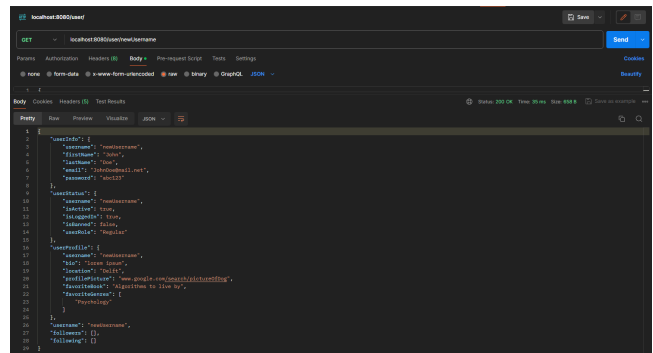 localhost:8080/user/
Save
GET localhost:8080/user/newUsername Send
Params Authorization Headers (8) Body Pre-request Script Tests Settings Cookies
none form-data x-www-form-urlencoded raw binary GraphQL JSON Beautify
Body Cookies Headers (5) Test Results Status: 200 OK Time: 35 ms Size: 658 B Save as example
Pretty Raw Preview Visualize JSON
1 {
2 "userInfo": {
3 "username": "newUsername",
4 "firstName": "John",
5 "lastName": "Doe",
6 "email": "JohnDoe@mail.net",
7 "password": "abc123"
8 },
9 "userStatus": {
10 "username": "newUsername",
11 "isActive": true,
12 "isLoggedIn": true,
13 "isBanned": false,
14 "userRole": "Regular"
15 },
16 "userProfile": {
17 "username": "newUsername",
18 "bio": "lorem ipsum",
19 "location": "Delft",
20 "profilePicture": "www.google.com/search/pictureOfDog",
21 "favoriteBook": "Algorithms to live by",
22 "favoriteGenres": [
23 "Psychology"
24 ]
25 },
26 "username": "newUsername",
27 "followers": [],
28 "following": []
29 }